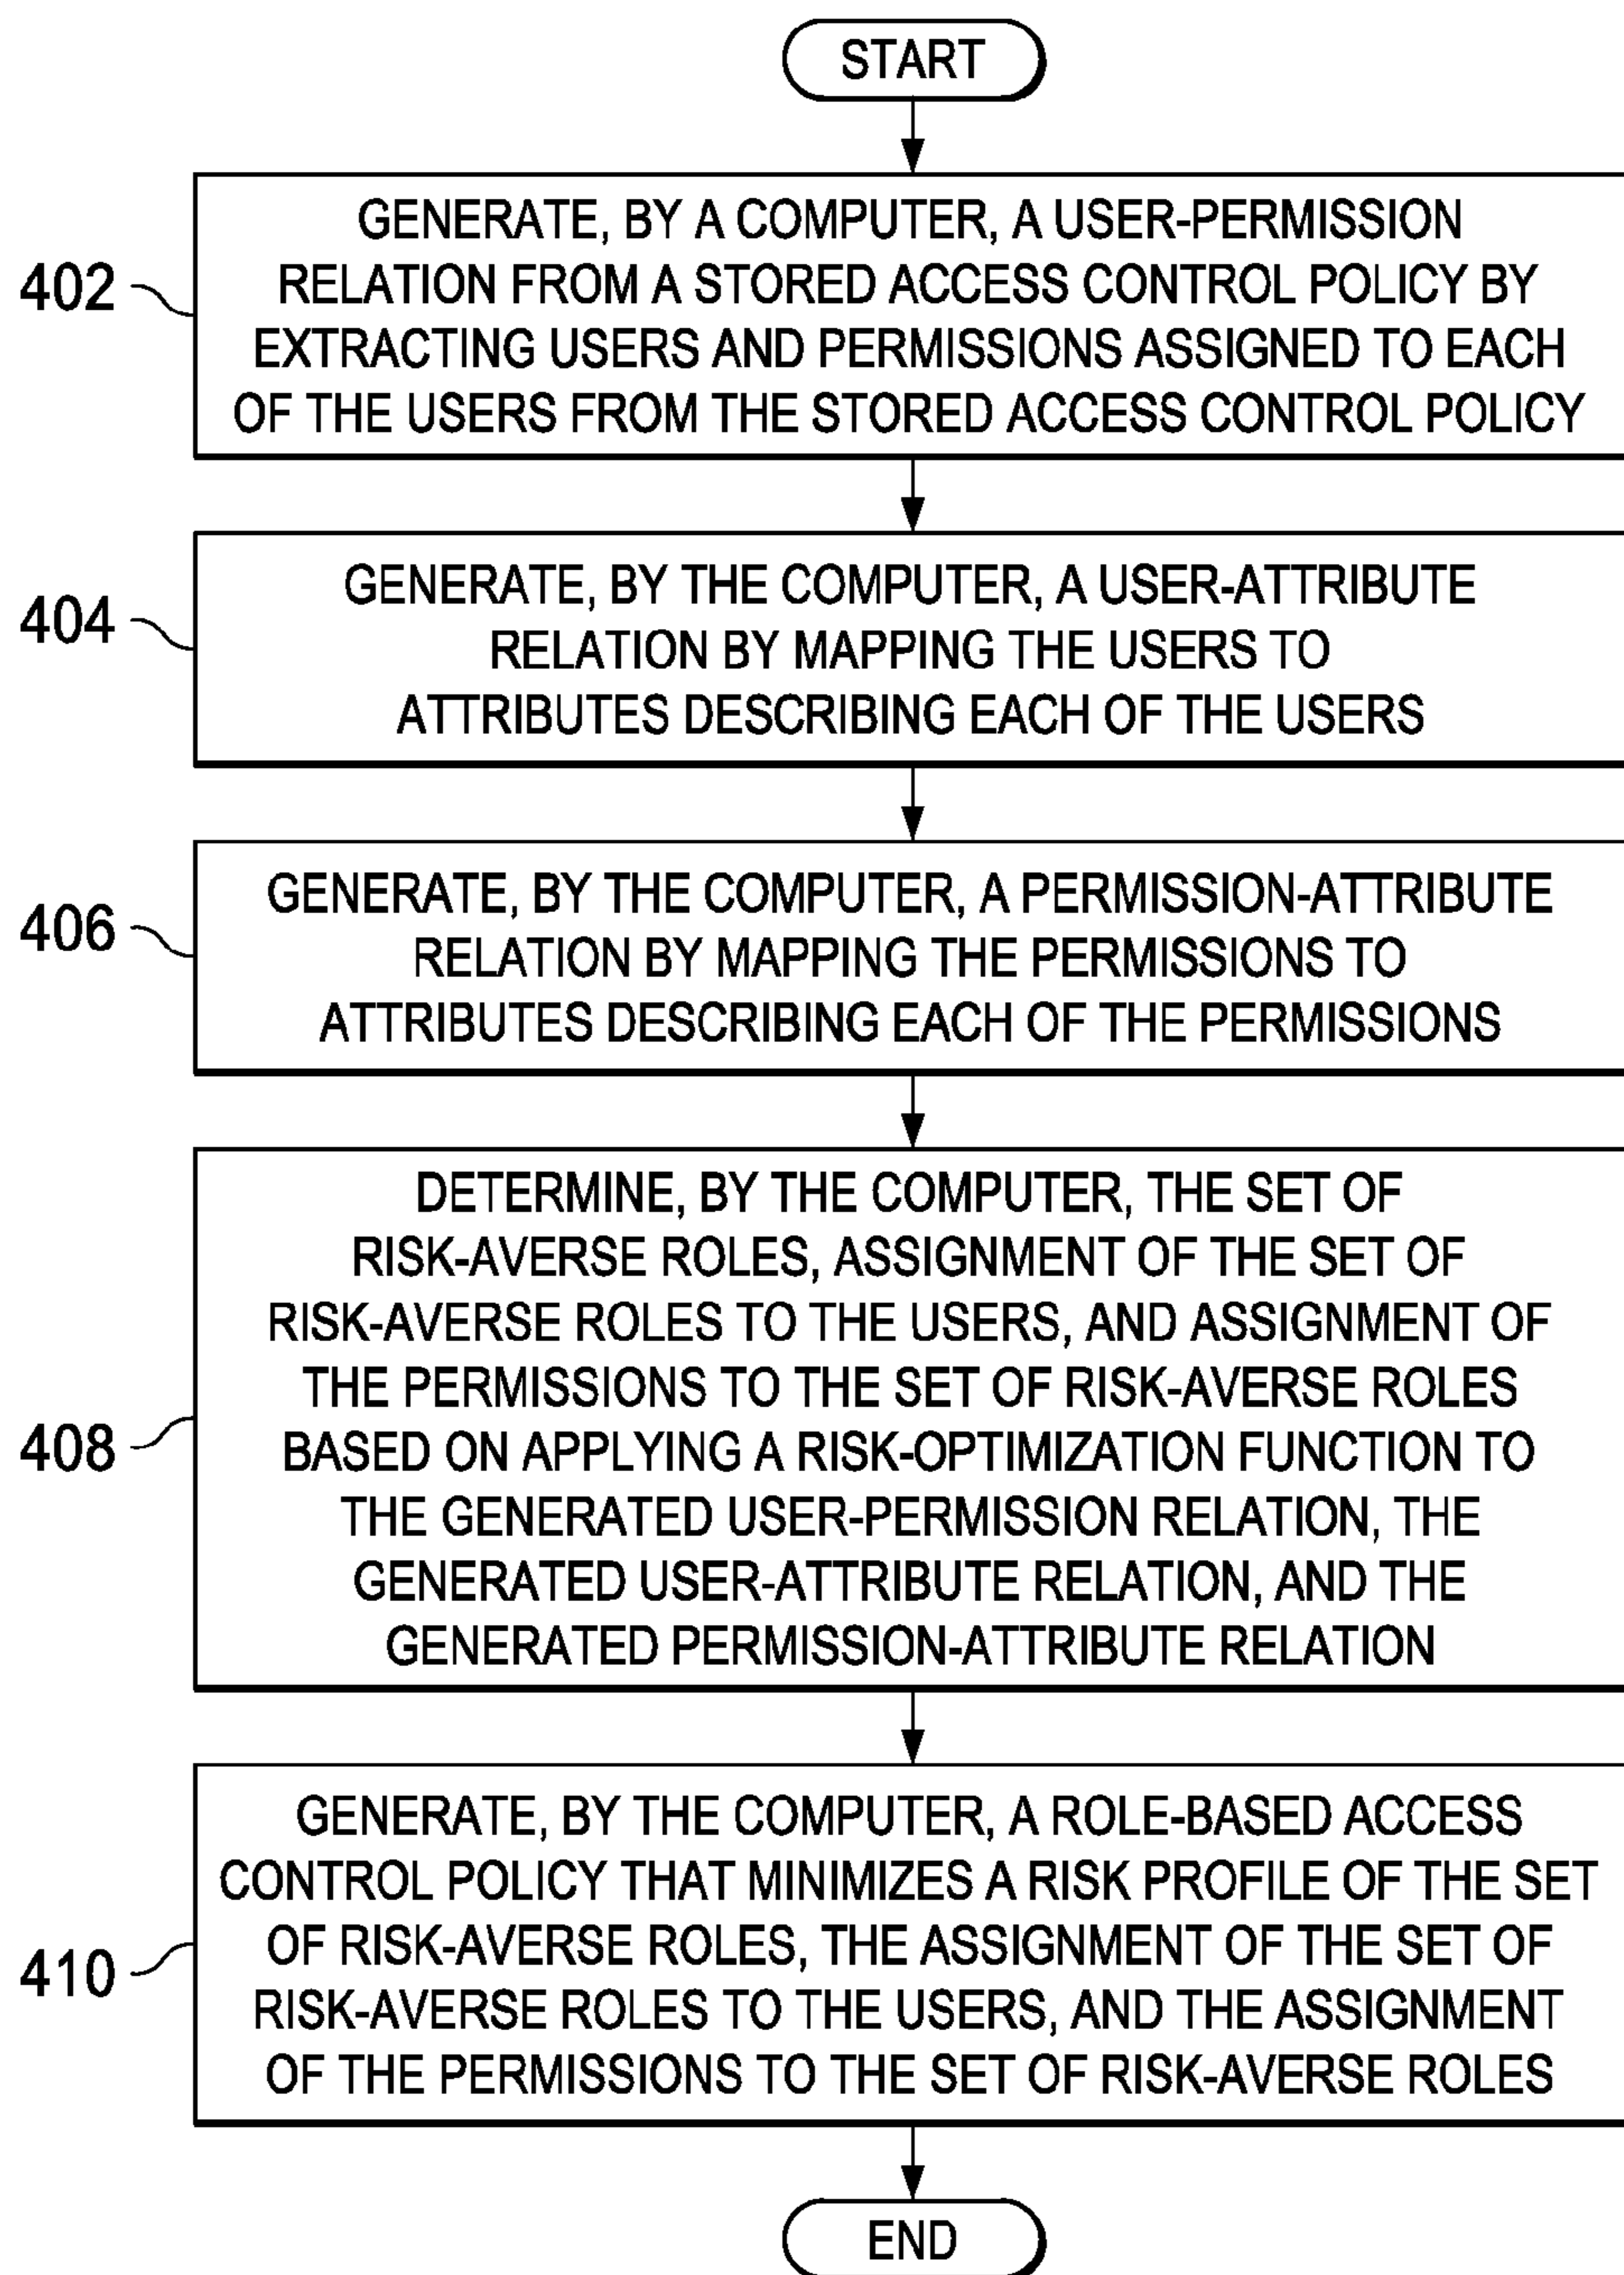 START
402
GENERATE, BY A COMPUTER, A USER-PERMISSION
RELATION FROM A STORED ACCESS CONTROL POLICY BY
EXTRACTING USERS AND PERMISSIONS ASSIGNED TO EACH
OF THE USERS FROM THE STORED ACCESS CONTROL POLICY
404
GENERATE, BY THE COMPUTER, A USER-ATTRIBUTE
RELATION BY MAPPING THE USERS TO
ATTRIBUTES DESCRIBING EACH OF THE USERS
406
GENERATE, BY THE COMPUTER, A PERMISSION-ATTRIBUTE
RELATION BY MAPPING THE PERMISSIONS TO
ATTRIBUTES DESCRIBING EACH OF THE PERMISSIONS
408
DETERMINE, BY THE COMPUTER, THE SET OF
RISK-AVERSE ROLES, ASSIGNMENT OF THE SET OF
RISK-AVERSE ROLES TO THE USERS, AND ASSIGNMENT OF
THE PERMISSIONS TO THE SET OF RISK-AVERSE ROLES
BASED ON APPLYING A RISK-OPTIMIZATION FUNCTION TO
THE GENERATED USER-PERMISSION RELATION, THE
GENERATED USER-ATTRIBUTE RELATION, AND THE
GENERATED PERMISSION-ATTRIBUTE RELATION
410
GENERATE, BY THE COMPUTER, A ROLE-BASED ACCESS
CONTROL POLICY THAT MINIMIZES A RISK PROFILE OF THE SET
OF RISK-AVERSE ROLES, THE ASSIGNMENT OF THE SET OF
RISK-AVERSE ROLES TO THE USERS, AND THE ASSIGNMENT
OF THE PERMISSIONS TO THE SET OF RISK-AVERSE ROLES
END